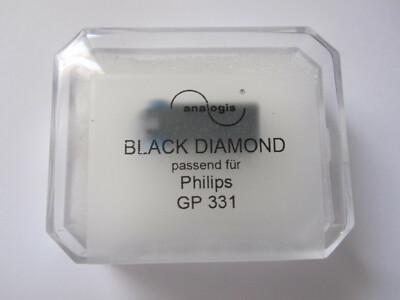 analogis ®
BLACK DIAMOND
passend für
Philips
GP 331